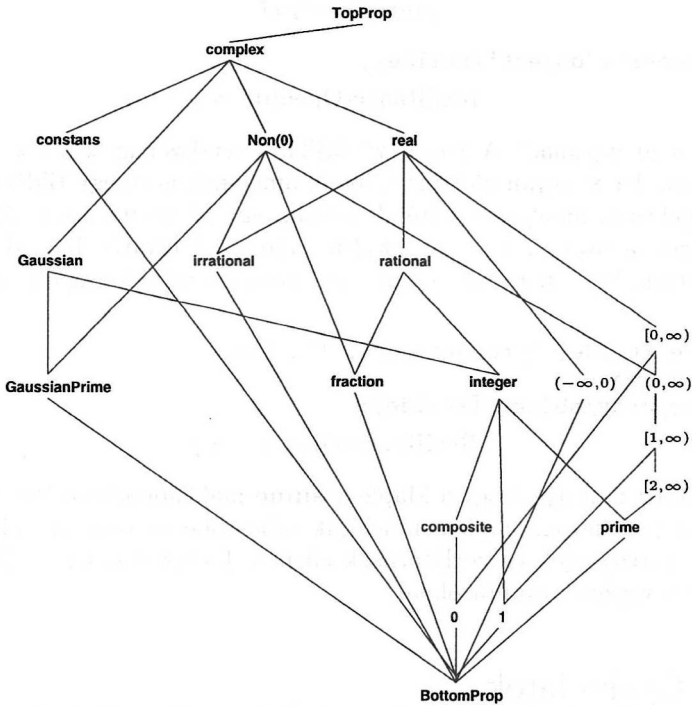 TopProp
complex
constans Non(0) real
Gaussian irrational rational
[0,∞)
GaussianPrime fraction integer (−∞,0) (0,∞)
[1,∞)
[2,∞)
composite prime
0 1
BottomProp